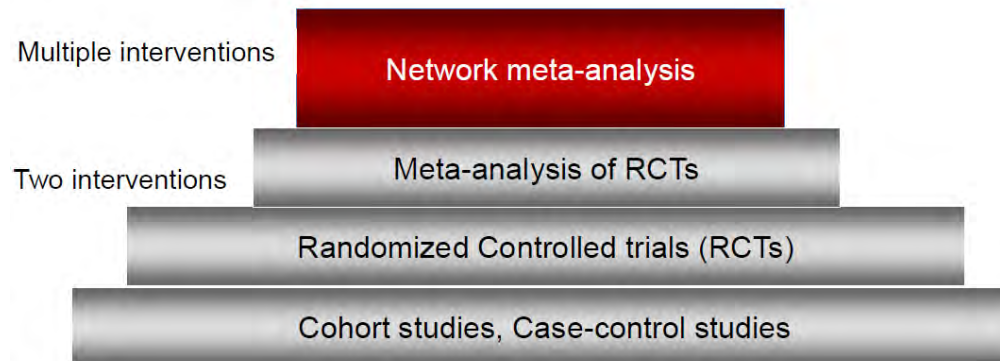 Multiple interventions
Network meta-analysis
Meta-analysis of RCTs
Two interventions
Randomized Controlled trials (RCTs)
Cohort studies, Case-control studies